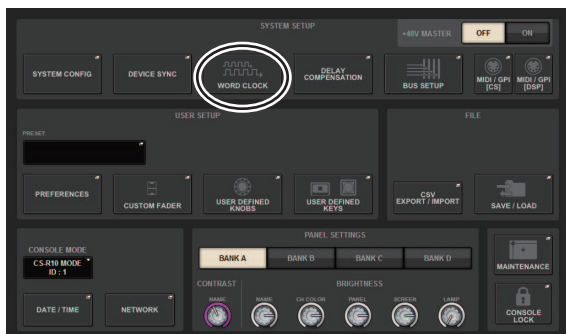 SYSTEM SETUP
+48V MASTER
OFF
ON
SYSTEM CONFIG
DEVICE SYNC
WORD CLOCK
DELAY
COMPENSATION
BUS SETUP
MIDI / GPI
[CS]
MIDI / GPI
[DSP]
USER SETUP
FILE
PRESET
PREFERENCES
CUSTOM FADER
USER DEFINED
KNOBS
USER DEFINED
KEYS
CSV
EXPORT / IMPORT
SAVE / LOAD
PANEL SETTINGS
CONSOLE MODE
CS-R10 MODE
ID : 1
BANK A
BANK B
BANK C
BANK D
MAINTENANCE
CONTRAST
BRIGHTNESS
NAME
NAME
CH COLOR
PANEL
SCREEN
LAMP
DATE / TIME
NETWORK
CONSOLE
LOCK